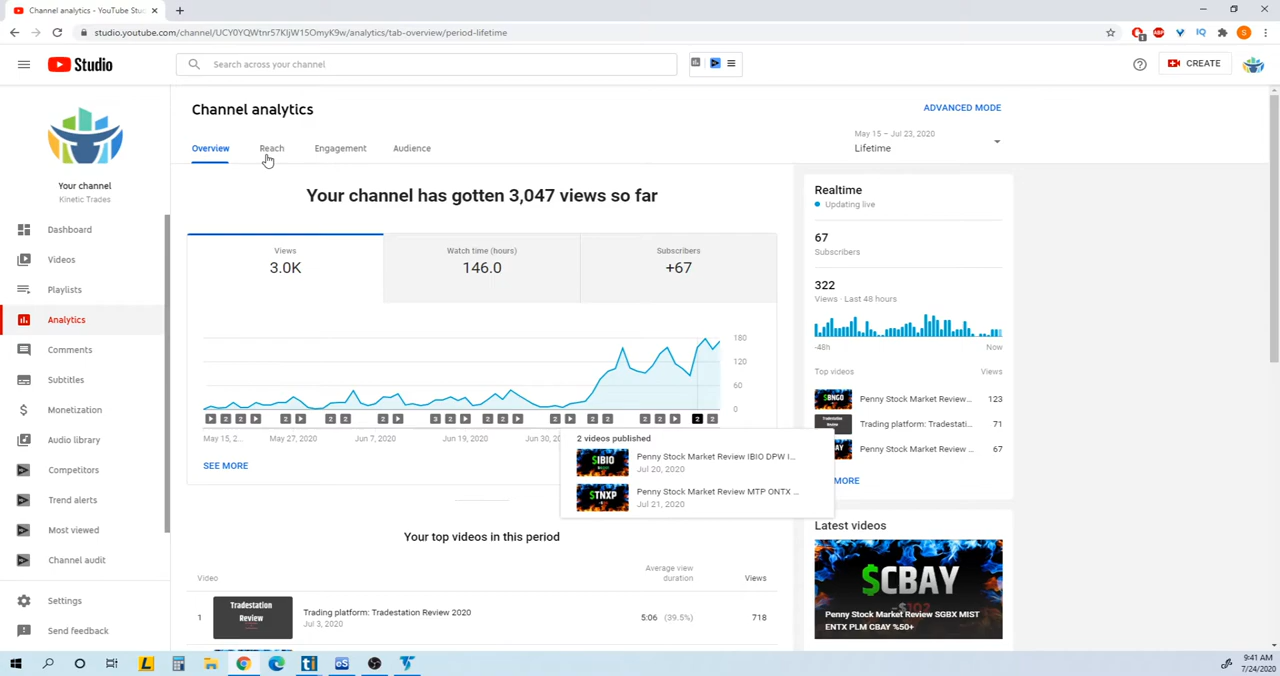 Channel analytics - YouTube Stu
studio.youtube.com/channel/UCY0YQWtnr57KIjW15OmyK9w/analytics/tab-overview/period-lifetime
Studio
Search across your channel
CREATE
Channel analytics
ADVANCED MODE
May 15 – Jul 23, 2020
Lifetime
Overview
Reach
Engagement
Audience
Your channel
Kinetic Trades
Dashboard
Videos
Playlists
Analytics
Comments
Subtitles
Monetization
Audio library
Competitors
Trend alerts
Most viewed
Channel audit
Settings
Send feedback
Your channel has gotten 3,047 views so far
Views
3.0K
Watch time (hours)
146.0
Subscribers
+67
180
120
60
0
May 15, 2...
May 27, 2020
Jun 7, 2020
Jun 19, 2020
Jun 30, ...
SEE MORE
2 videos published
$IBIO
Penny Stock Market Review IBIO DPW I...
Jul 20, 2020
$TNXP
Penny Stock Market Review MTP ONTX ...
Jul 21, 2020
Your top videos in this period
Video
Average view
duration
Views
1
Tradestation
Review
Trading platform: Tradestation Review 2020
Jul 3, 2020
5:06 (39.5%)
718
Realtime
Updating live
67
Subscribers
322
Views · Last 48 hours
-48h
Now
Top videos
Views
$BNGO
Penny Stock Market Review...
123
Trading platform: Tradestati...
71
Penny Stock Market Review ...
67
MORE
Latest videos
$CBAY
Penny Stock Market Review SGBX MIST
ENTX PLM CBAY %50+
9:41 AM
7/24/2020